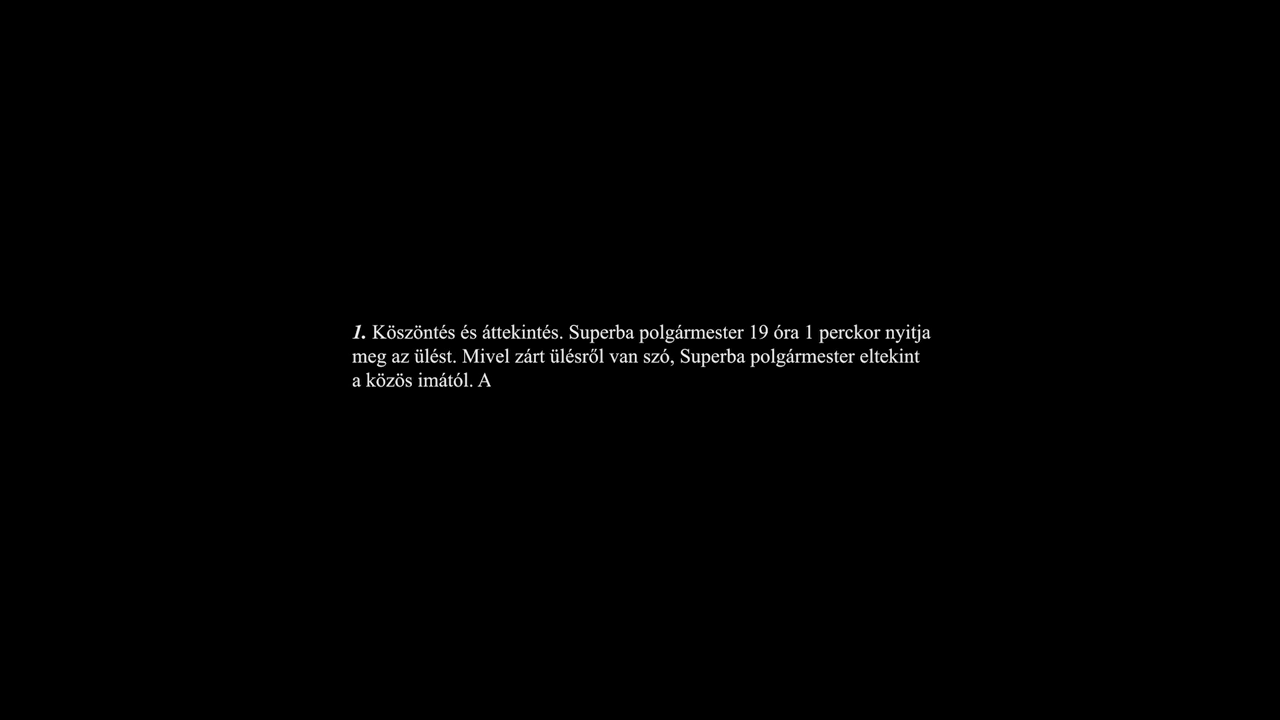 1. Köszöntés és áttekintés. Superba polgármester 19 óra 1 perckor nyitja
meg az ülést. Mivel zárt ülésről van szó, Superba polgármester eltekint
a közös imától. A